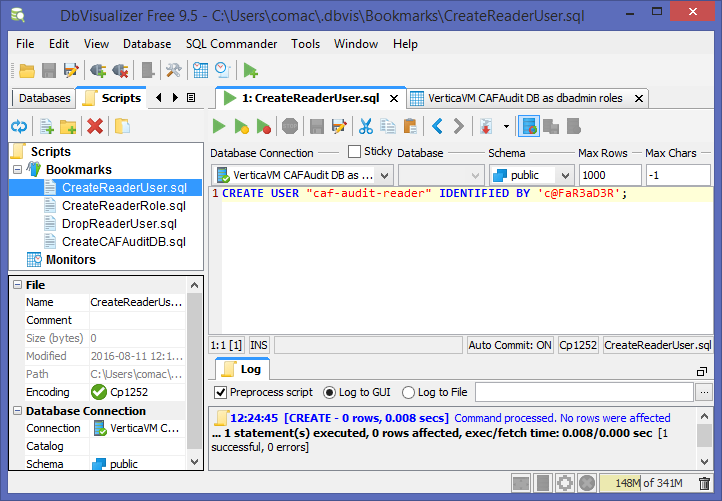 DbVisualizer Free 9.5 - C:\Users\comac\.dbvis\Bookmarks\CreateReaderUser.sql
File Edit View Database SQL Commander Tools Window Help
Databases Scripts
1: CreateReaderUser.sql VerticaVM CAFAudit DB as dbadmin roles
Scripts
Bookmarks
CreateReaderUser.sql
CreateReaderRole.sql
DropReaderUser.sql
CreateCAFAuditDB.sql
Monitors
Database Connection Sticky Database Schema Max Rows Max Chars
VerticaVM CAFAudit DB as ... public 1000 -1
1 CREATE USER "caf-audit-reader" IDENTIFIED BY 'c@FaR3aD3R';
File
Name CreateReaderUs...
Comment
Size (bytes) 0
Modified 2016-08-11 12:1...
Path C:\Users\comac\...
Encoding Cp1252
Database Connection
Connection VerticaVM C...
Catalog
Schema public
1:1 [1] INS Auto Commit: ON Cp1252 CreateReaderUser.sql
Log
Preprocess script Log to GUI Log to File ...
12:24:45 [CREATE - 0 rows, 0.008 secs] Command processed. No rows were affected
... 1 statement(s) executed, 0 rows affected, exec/fetch time: 0.008/0.000 sec [1
successful, 0 errors]
148M of 341M